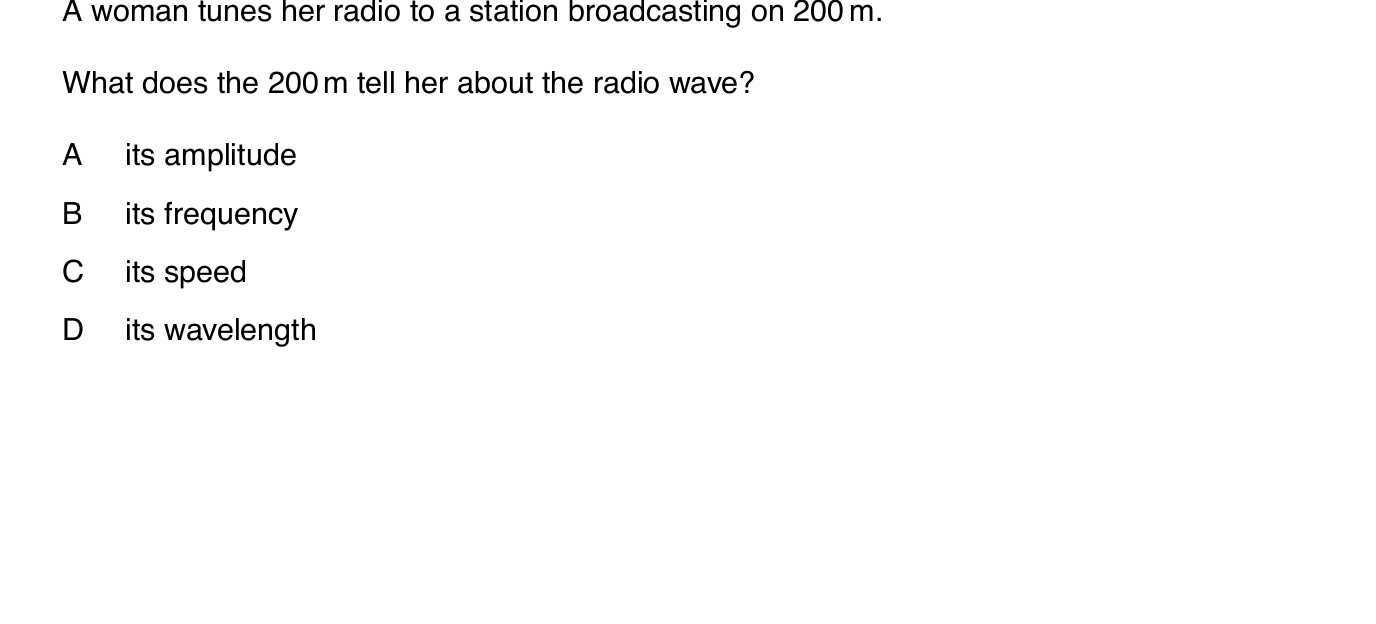 A woman tunes her radio to a station broadcasting on 200 m.
What does the 200 m tell her about the radio wave?
A its amplitude
B its frequency
C its speed
D its wavelength